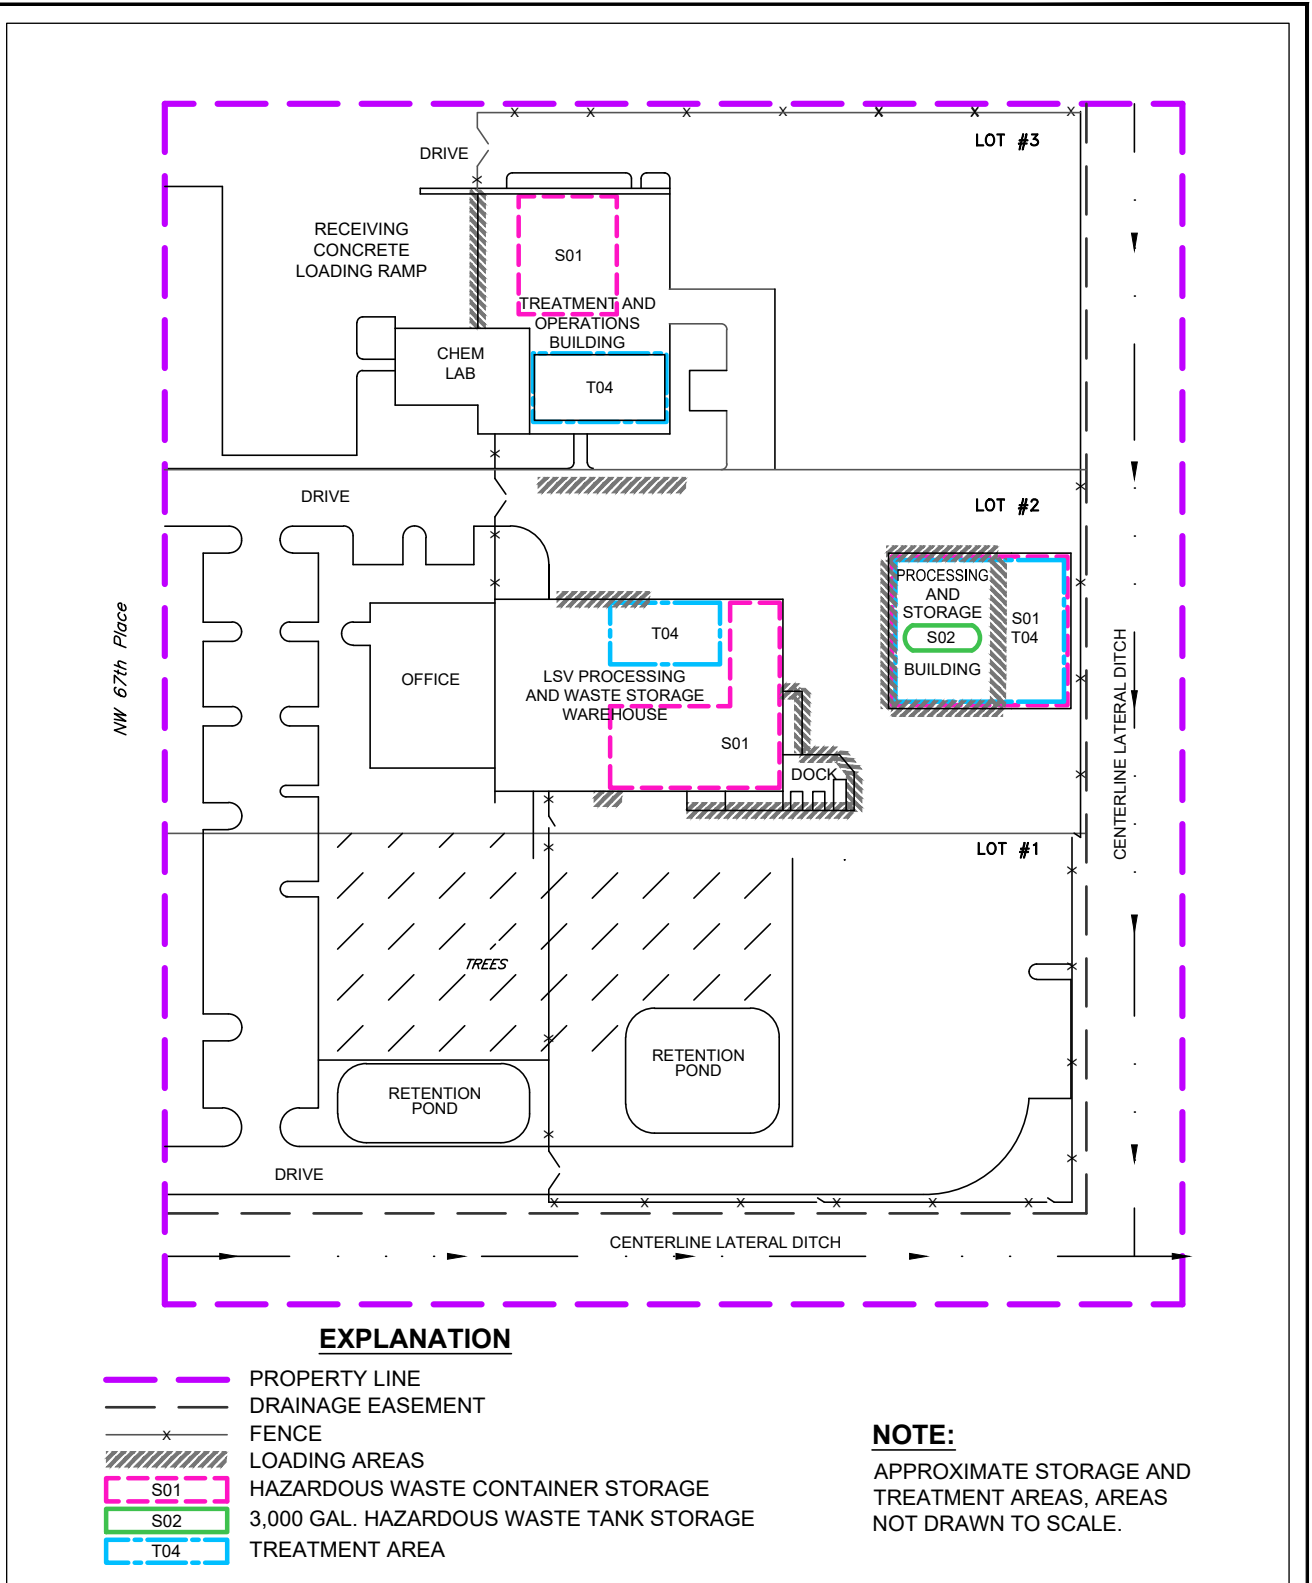 LOT #3
DRIVE
RECEIVING
CONCRETE
LOADING RAMP
S01
TREATMENT AND
OPERATIONS
BUILDING
CHEM
LAB
T04
DRIVE
LOT #2
PROCESSING
AND
STORAGE
S02
BUILDING
S01
T04
NW 67th Place
OFFICE
T04
LSV PROCESSING
AND WASTE STORAGE
WAREHOUSE
S01
DOCK
CENTERLINE LATERAL DITCH
LOT #1
TREES
RETENTION
POND
RETENTION
POND
DRIVE
CENTERLINE LATERAL DITCH
EXPLANATION
PROPERTY LINE
DRAINAGE EASEMENT
x FENCE
LOADING AREAS
S01 HAZARDOUS WASTE CONTAINER STORAGE
S02 3,000 GAL. HAZARDOUS WASTE TANK STORAGE
T04 TREATMENT AREA
NOTE:
APPROXIMATE STORAGE AND
TREATMENT AREAS, AREAS
NOT DRAWN TO SCALE.